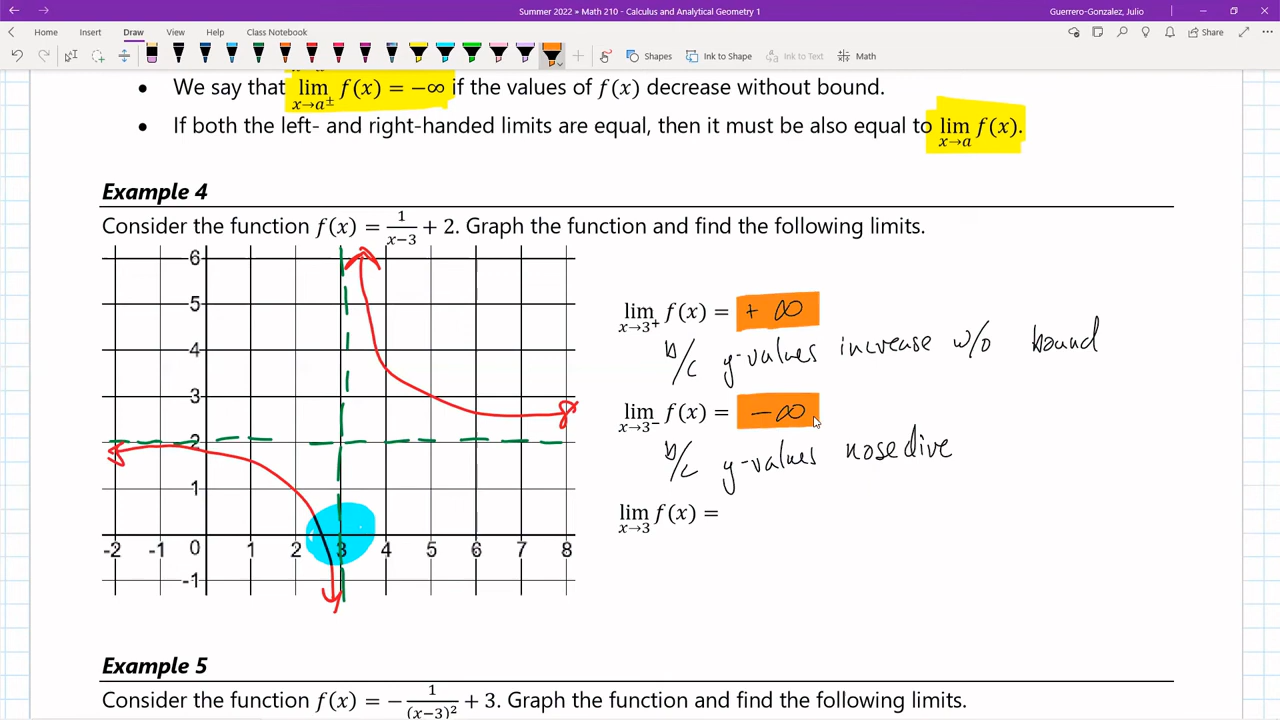 Summer 2022 » Math 210 - Calculus and Analytical Geometry 1
Guerrero-Gonzalez, Julio
Home Insert Draw View Help Class Notebook
Share
Shapes Ink to Shape Ink to Text Math
• We say that lim x→a± f(x) = −∞ if the values of f(x) decrease without bound.
• If both the left- and right-handed limits are equal, then it must be also equal to lim x→a f(x).
Example 4
Consider the function f(x) = 1/(x−3) + 2. Graph the function and find the following limits.
6
5
4
3
2
1
-2 -1 0 1 2 3 4 5 6 7 8
-1
lim x→3+ f(x) = + ∞
b/c y-values increase w/o bound
lim x→3− f(x) = − ∞
b/c y-values nosedive
lim x→3 f(x) =
Example 5
Consider the function f(x) = − 1/(x−3)² + 3. Graph the function and find the following limits.